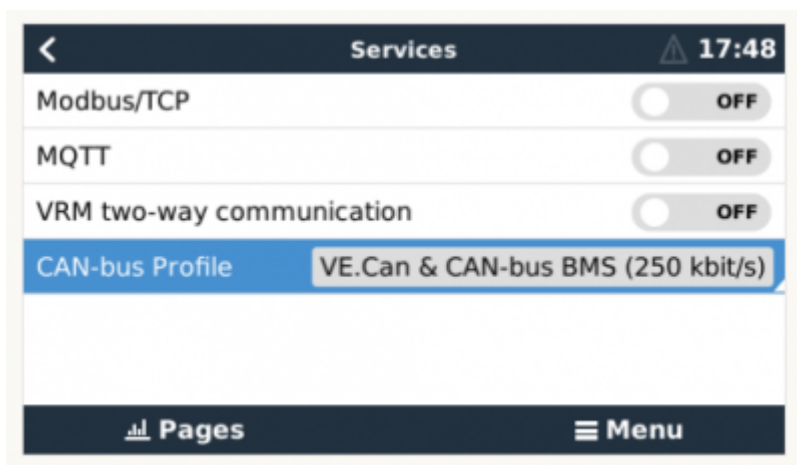 Services 17:48
Modbus/TCP OFF
MQTT OFF
VRM two-way communication OFF
CAN-bus Profile VE.Can & CAN-bus BMS (250 kbit/s)
Pages Menu